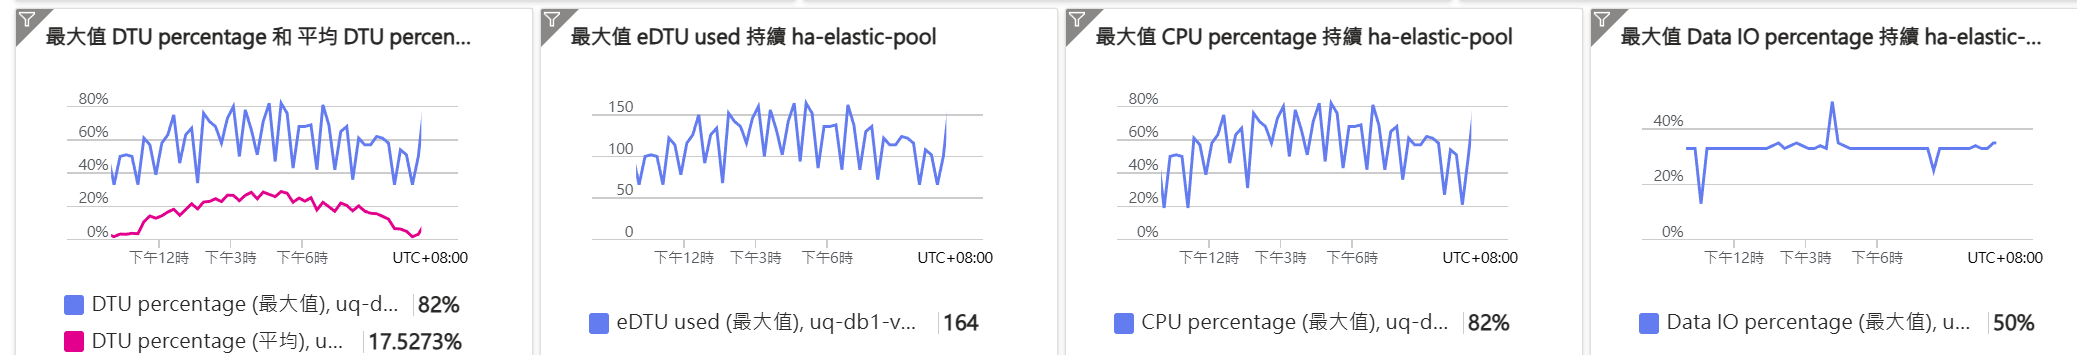 最大值 DTU percentage 和 平均 DTU percen...
80%
60%
40%
20%
0%
下午12時 下午3時 下午6時 UTC+08:00
DTU percentage (最大值), uq-d... 82%
DTU percentage (平均), u... 17.5273%
最大值 eDTU used 持續 ha-elastic-pool
150
100
50
0
下午12時 下午3時 下午6時 UTC+08:00
eDTU used (最大值), uq-db1-v... 164
最大值 CPU percentage 持續 ha-elastic-pool
80%
60%
40%
20%
0%
下午12時 下午3時 下午6時 UTC+08:00
CPU percentage (最大值), uq-d... 82%
最大值 Data IO percentage 持續 ha-elastic-...
40%
20%
0%
下午12時 下午3時 下午6時 UTC+08:00
Data IO percentage (最大值), u... 50%